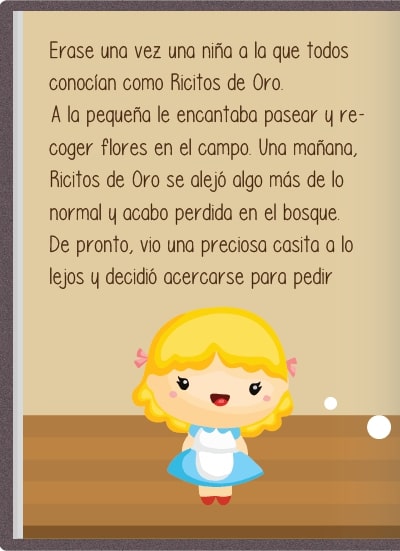 Erase una vez una niña a la que todos
conocían como Ricitos de Oro.
A la pequeña le encantaba pasear y re-
coger flores en el campo. Una mañana,
Ricitos de Oro se alejó algo más de lo
normal y acabo perdida en el bosque.
De pronto, vio una preciosa casita a lo
lejos y decidió acercarse para pedir